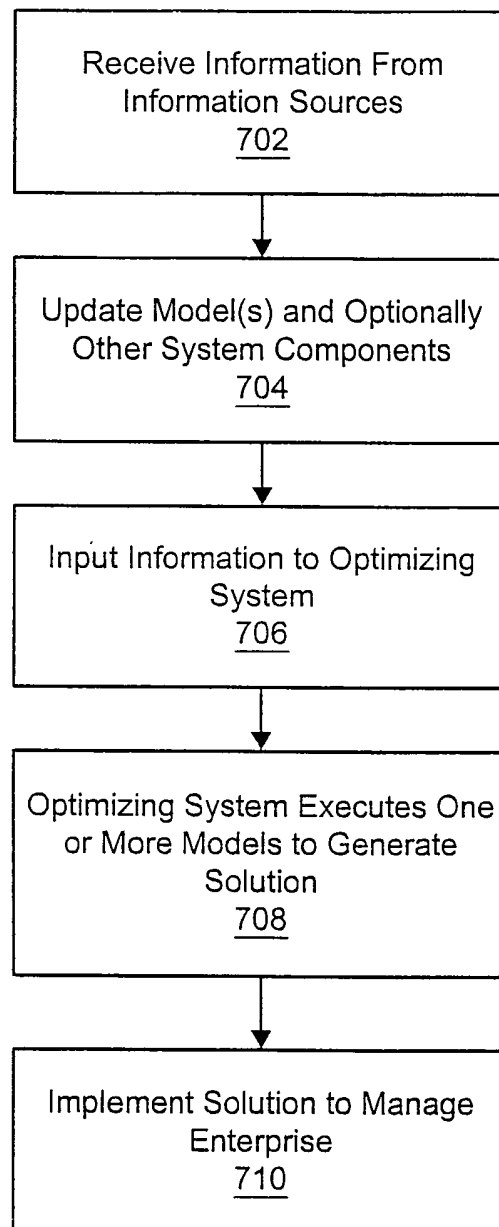 Receive Information From
Information Sources
702
Update Model(s) and Optionally
Other System Components
704
Input Information to Optimizing
System
706
Optimizing System Executes One
or More Models to Generate
Solution
708
Implement Solution to Manage
Enterprise
710